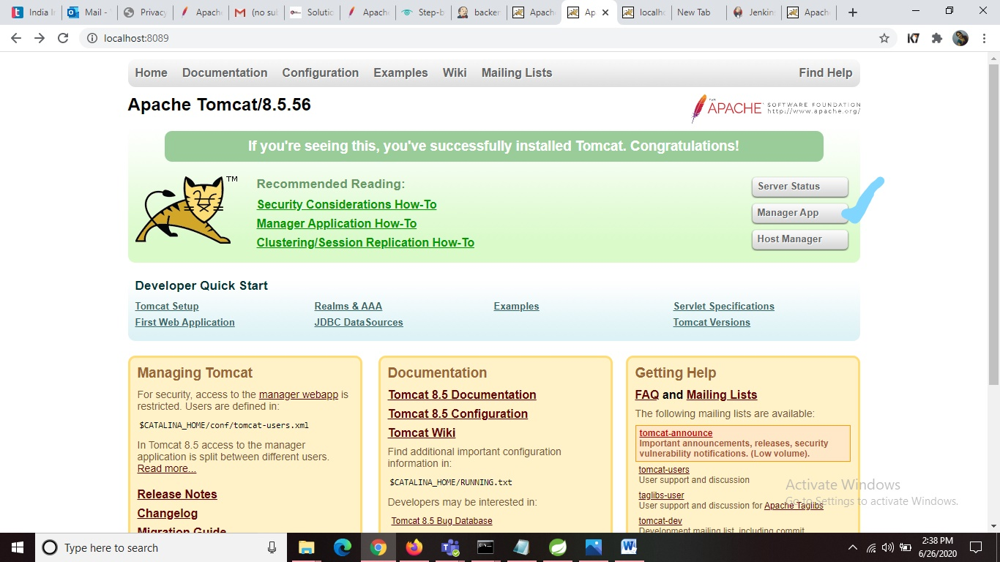 India I
Mail -
Privacy
Apache
(no su
Solutic
Apach
Step-b
backer
Apach
Ap
localh
New Tab
Jenkin
Apach
localhost:8089
Home Documentation Configuration Examples Wiki Mailing Lists Find Help
Apache Tomcat/8.5.56
THE APACHE SOFTWARE FOUNDATION
http://www.apache.org/
If you're seeing this, you've successfully installed Tomcat. Congratulations!
TM
Recommended Reading:
Security Considerations How-To
Manager Application How-To
Clustering/Session Replication How-To
Server Status
Manager App
Host Manager
Developer Quick Start
Tomcat Setup
First Web Application
Realms & AAA
JDBC DataSources
Examples
Servlet Specifications
Tomcat Versions
Managing Tomcat
For security, access to the manager webapp is
restricted. Users are defined in:
$CATALINA_HOME/conf/tomcat-users.xml
In Tomcat 8.5 access to the manager
application is split between different users.
Read more...
Release Notes
Changelog
Migration Guide
Documentation
Tomcat 8.5 Documentation
Tomcat 8.5 Configuration
Tomcat Wiki
Find additional important configuration
information in:
$CATALINA_HOME/RUNNING.txt
Developers may be interested in:
Tomcat 8.5 Bug Database
Getting Help
FAQ and Mailing Lists
The following mailing lists are available:
tomcat-announce
Important announcements, releases, security
vulnerability notifications. (Low volume).
tomcat-users
User support and discussion
taglibs-user
User support and discussion for Apache Taglibs
tomcat-dev
Development mailing list, including commit
Activate Windows
Go to Settings to activate Windows.
Type here to search
2:38 PM
6/26/2020